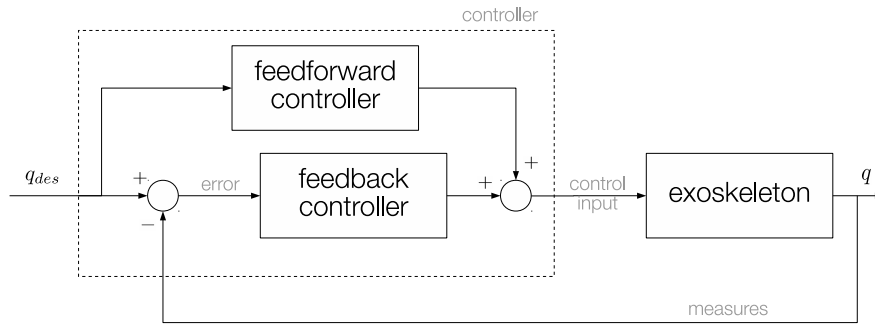 controller
feedforward
controller
q_des
+
−
error
feedback
controller
+
+
control
input
exoskeleton
q
measures